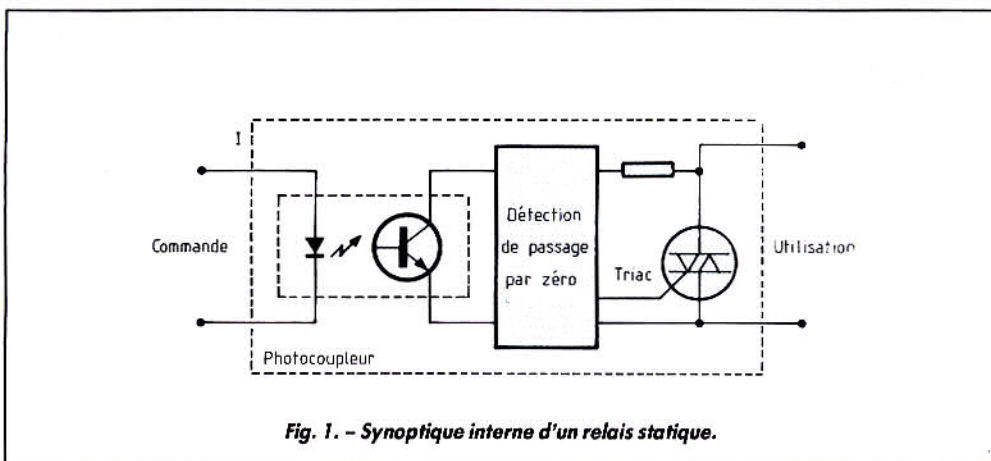 I
Commande
Photocoupleur
Détection
de passage
par zéro
Triac
Utilisation
Fig. 1. – Synoptique interne d'un relais statique.